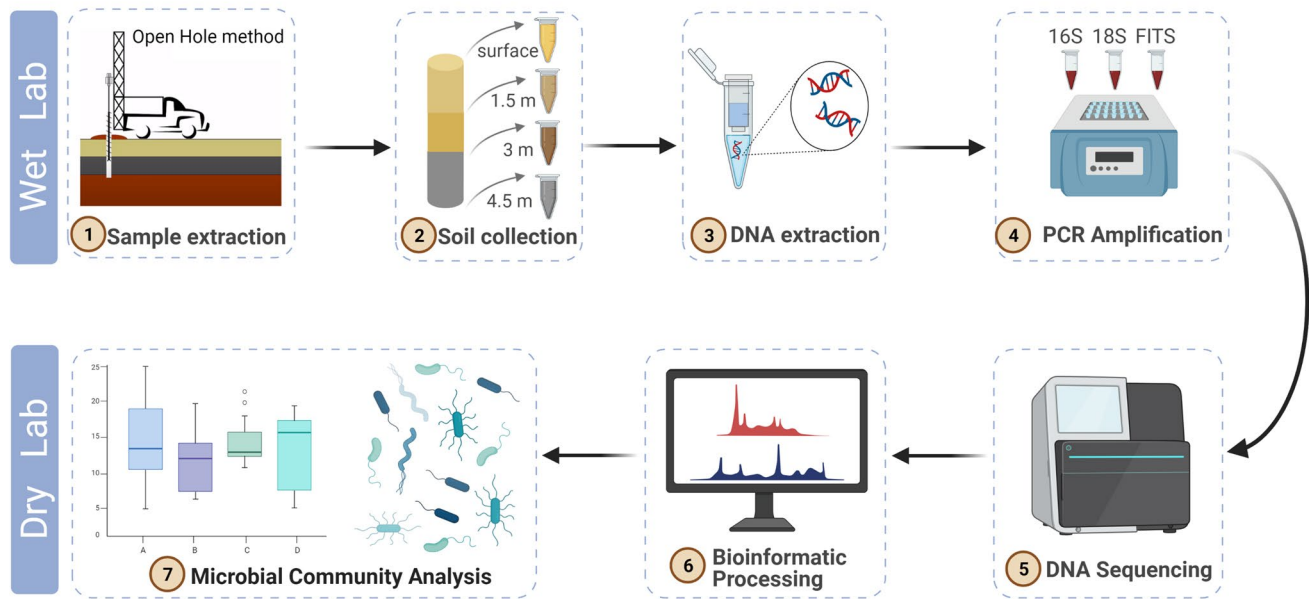 Wet Lab
Open Hole method
1 Sample extraction
surface
1.5 m
3 m
4.5 m
2 Soil collection
3 DNA extraction
16S 18S FITS
4 PCR Amplification
Dry Lab
25
20
15
10
5
0
A B C D
7 Microbial Community Analysis
6 Bioinformatic
Processing
5 DNA Sequencing